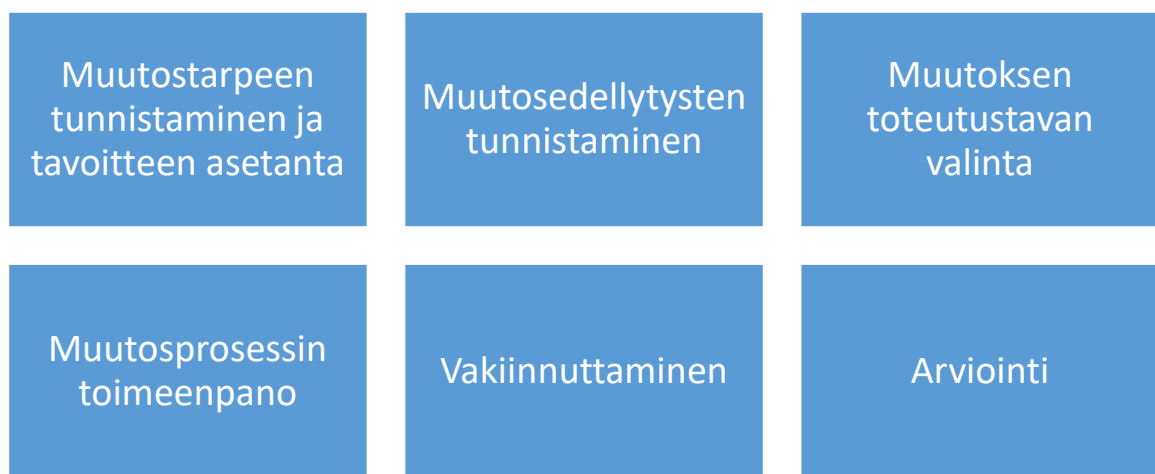 Muutostarpeen
tunnistaminen ja
tavoitteen asetanta
Muutosedellytysten
tunnistaminen
Muutoksen
toteutustavan
valinta
Muutosprosessin
toimeenpano
Vakiinnuttaminen
Arviointi